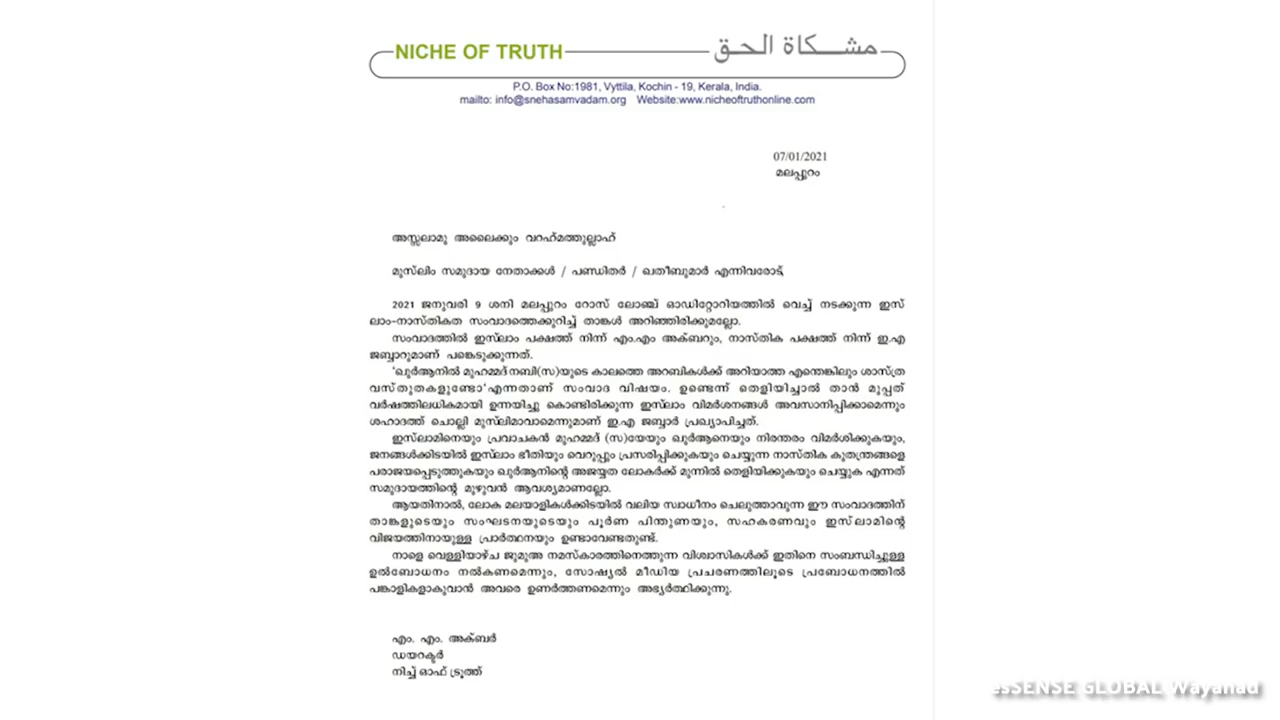 NICHE OF TRUTH
مشكاة الحق
P.O. Box No:1981, Vyttila, Kochin - 19, Kerala, India.
mailto: info@snehasamvadam.org Website:www.nicheoftruthonline.com
07/01/2021
മലപ്പുറം
അസ്സലാമു അലൈക്കും വറഹ്‌മത്തുല്ലാഹ്
മുസ്‌ലിം സമുദായ നേതാക്കൾ / പണ്ഡിതർ / ഖതീബുമാർ എന്നിവരോട്,
2021 ജനുവരി 9 ശനി മലപ്പുറം റോസ് ലോഞ്ച് ഓഡിറ്റോറിയത്തിൽ വെച്ച് നടക്കുന്ന ഇസ്
ലാം-നാസ്തികത സംവാദത്തെക്കുറിച്ച് താങ്കൾ അറിഞ്ഞിരിക്കുമല്ലോ.
സംവാദത്തിൽ ഇസ്‌ലാം പക്ഷത്ത് നിന്ന് എം.എം അക്ബറും, നാസ്തിക പക്ഷത്ത് നിന്ന് ഇ.എ
ജബ്ബാറുമാണ് പങ്കെടുക്കുന്നത്.
'ഖുർആനിൽ മുഹമ്മദ് നബി(സ)യുടെ കാലത്തെ അറബികൾക്ക് അറിയാത്ത എന്തെങ്കിലും ശാസ്ത്ര
വസ്തുതകളുണ്ടോ'എന്നതാണ് സംവാദ വിഷയം. ഉണ്ടെന്ന് തെളിയിച്ചാൽ താൻ മുപ്പത്
വർഷത്തിലധികമായി ഉന്നയിച്ചു കൊണ്ടിരിക്കുന്ന ഇസ്‌ലാം വിമർശനങ്ങൾ അവസാനിപ്പിക്കാമെന്നും
ശഹാദത്ത് ചൊല്ലി മുസ്‌ലിമാവാമെന്നുമാണ് ഇ.എ ജബ്ബാർ പ്രഖ്യാപിച്ചത്.
ഇസ്‌ലാമിനെയും പ്രവാചകൻ മുഹമ്മദ് (സ)യേയും ഖുർആനെയും നിരന്തരം വിമർശിക്കുകയും,
ജനങ്ങൾക്കിടയിൽ ഇസ്‌ലാം ഭീതിയും വെറുപ്പും പ്രസരിപ്പിക്കുകയും ചെയ്യുന്ന നാസ്തിക കുതന്ത്രങ്ങളെ
പരാജയപ്പെടുത്തുകയും ഖുർആനിന്റെ അജയ്യത ലോകർക്ക് മുന്നിൽ തെളിയിക്കുകയും ചെയ്യുക എന്നത്
സമുദായത്തിന്റെ മുഴുവൻ ആവശ്യമാണല്ലോ.
ആയതിനാൽ, ലോക മലയാളികൾക്കിടയിൽ വലിയ സ്വാധീനം ചെലുത്താവുന്ന ഈ സംവാദത്തിന്
താങ്കളുടെയും സംഘടനയുടെയും പൂർണ പിന്തുണയും, സഹകരണവും ഇസ്‌ലാമിന്റെ
വിജയത്തിനായുള്ള പ്രാർത്ഥനയും ഉണ്ടാവേണ്ടതുണ്ട്.
നാളെ വെള്ളിയാഴ്ച ജുമുഅ നമസ്കാരത്തിനെത്തുന്ന വിശ്വാസികൾക്ക് ഇതിനെ സംബന്ധിച്ചുള്ള
ഉൽബോധനം നൽകണമെന്നും, സോഷ്യൽ മീഡിയ പ്രചരണത്തിലൂടെ പ്രബോധനത്തിൽ
പങ്കാളികളാകുവാൻ അവരെ ഉണർത്തണമെന്നും അഭ്യർത്ഥിക്കുന്നു.
എം. എം. അക്ബർ
ഡയറക്ടർ
നിച്ച് ഓഫ് ട്രൂത്ത്
esSENSE GLOBAL Wayanad